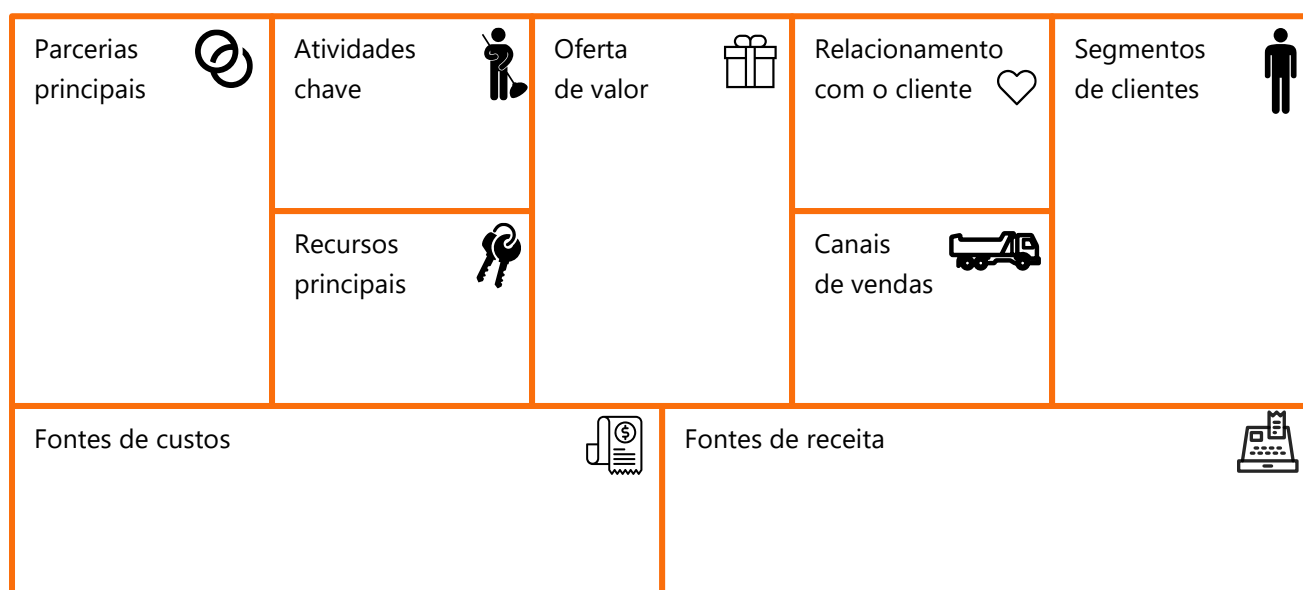 Parcerias
principais
Atividades
chave
Oferta
de valor
Relacionamento
com o cliente
Segmentos
de clientes
Recursos
principais
Canais
de vendas
Fontes de custos
$
Fontes de receita